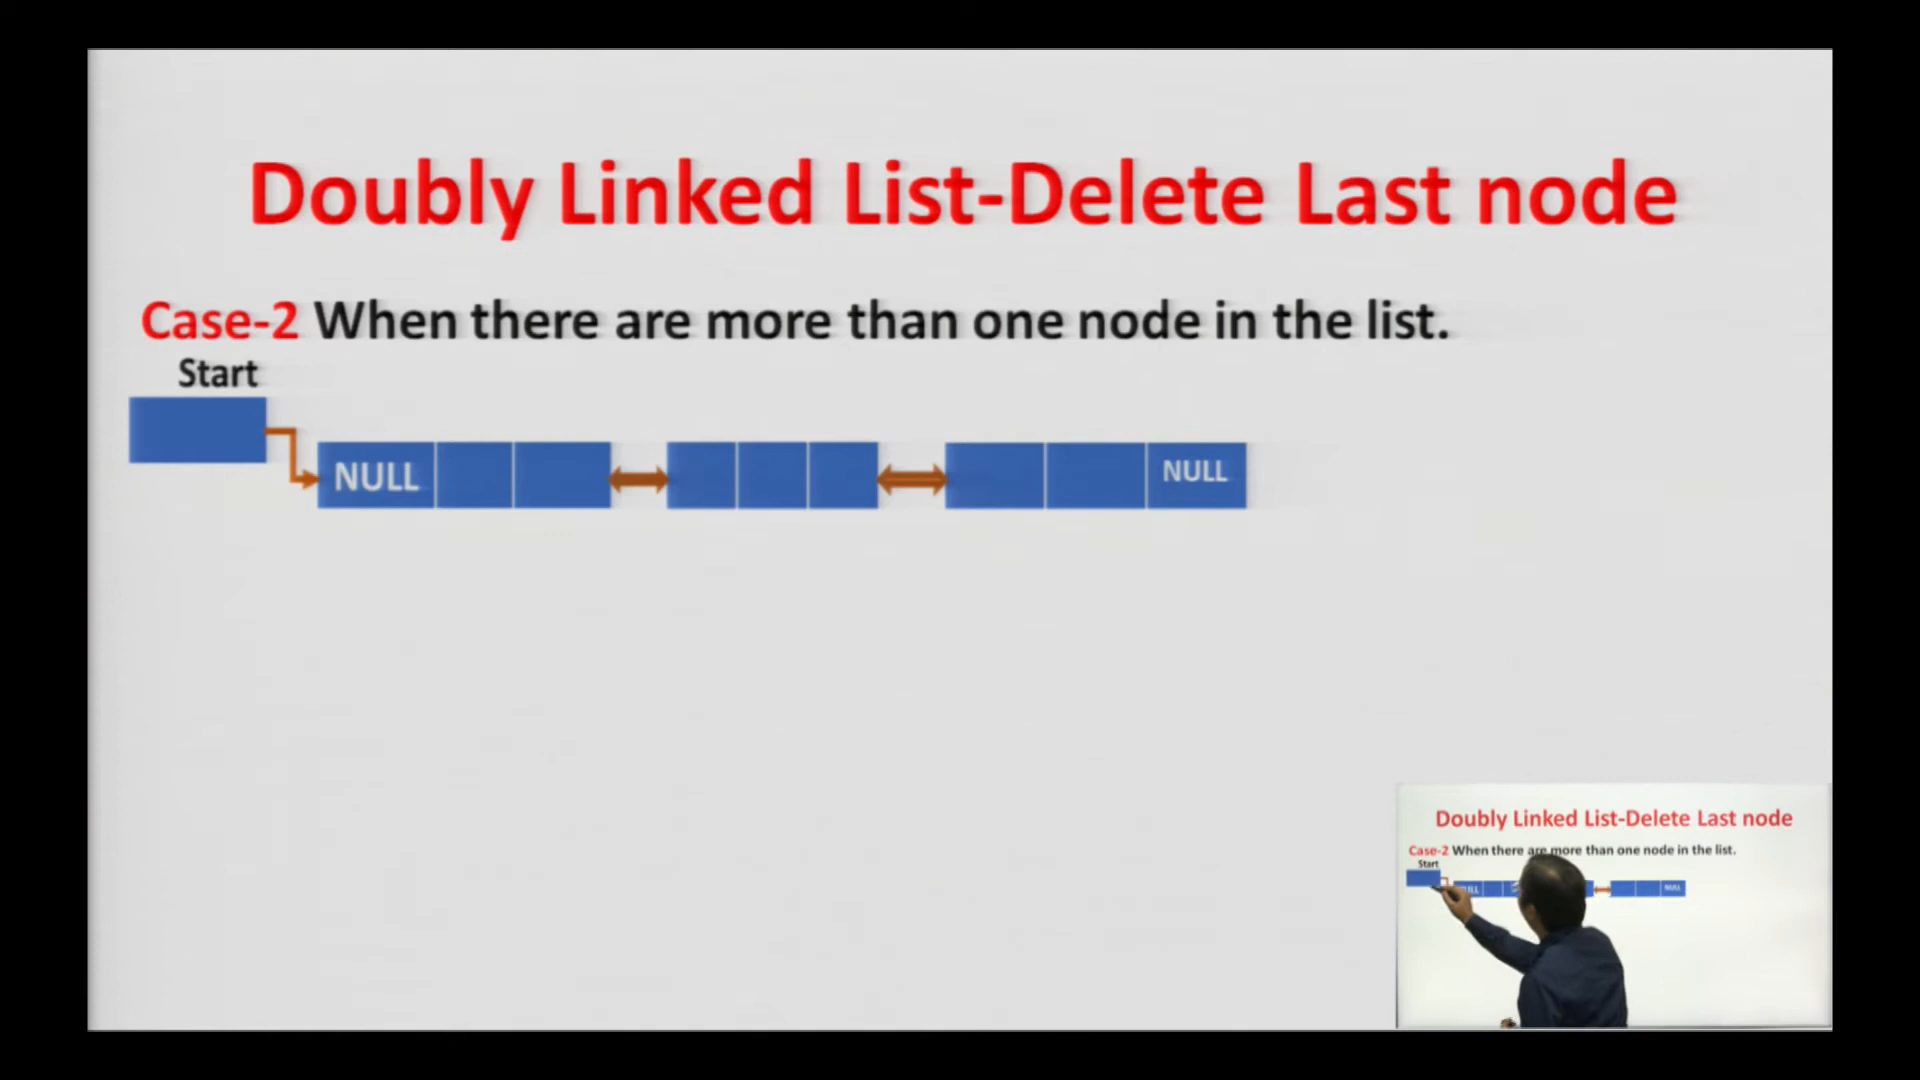 Doubly Linked List-Delete Last node
Case-2 When there are more than one node in the list.
Start
NULL
NULL
Doubly Linked List-Delete Last node
Case-2 When there are more than one node in the list.
Start
NULL